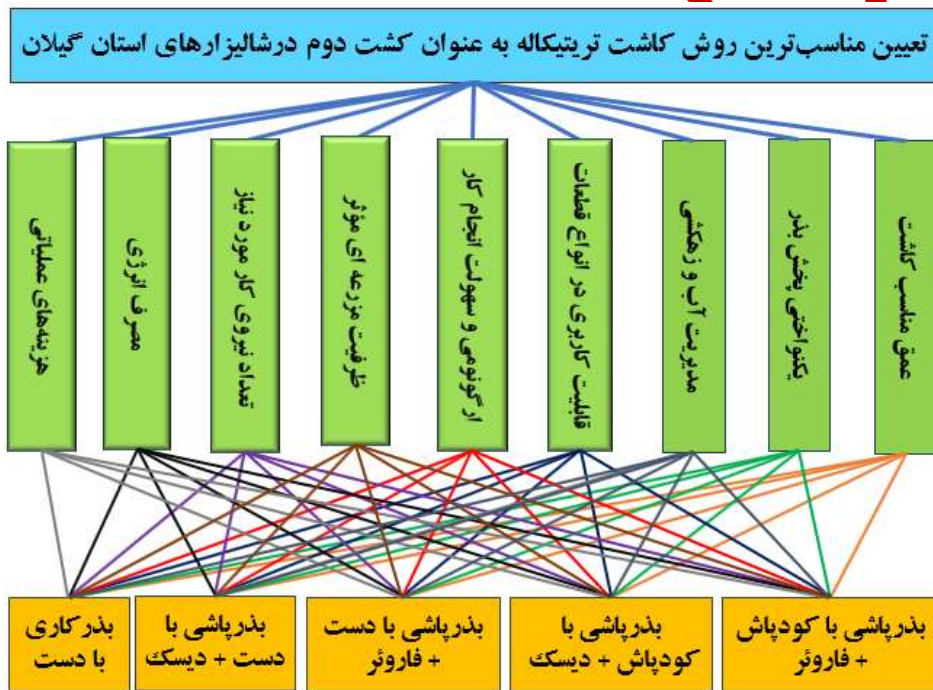 تعیین مناسب‌ترین روش کاشت تریتیکاله به عنوان کشت دوم درشالیزارهای استان گیلان
عمق مناسب کاشت
یکنواختی پخش بذر
مدیریت آب و زهکشی
قابلیت کاربری در انواع قطعات
ارگونومی و سهولت انجام کار
ظرفیت مزرعه ای مؤثر
تعداد نیروی کار مورد نیاز
مصرف انرژی
هزینه‌های عملیاتی
بذرپاشی با کودپاش
+ فاروئر
بذرپاشی با
کودپاش + دیسک
بذرپاشی با دست
+ فاروئر
بذرپاشی با
دست + دیسک
بذرکاری
با دست